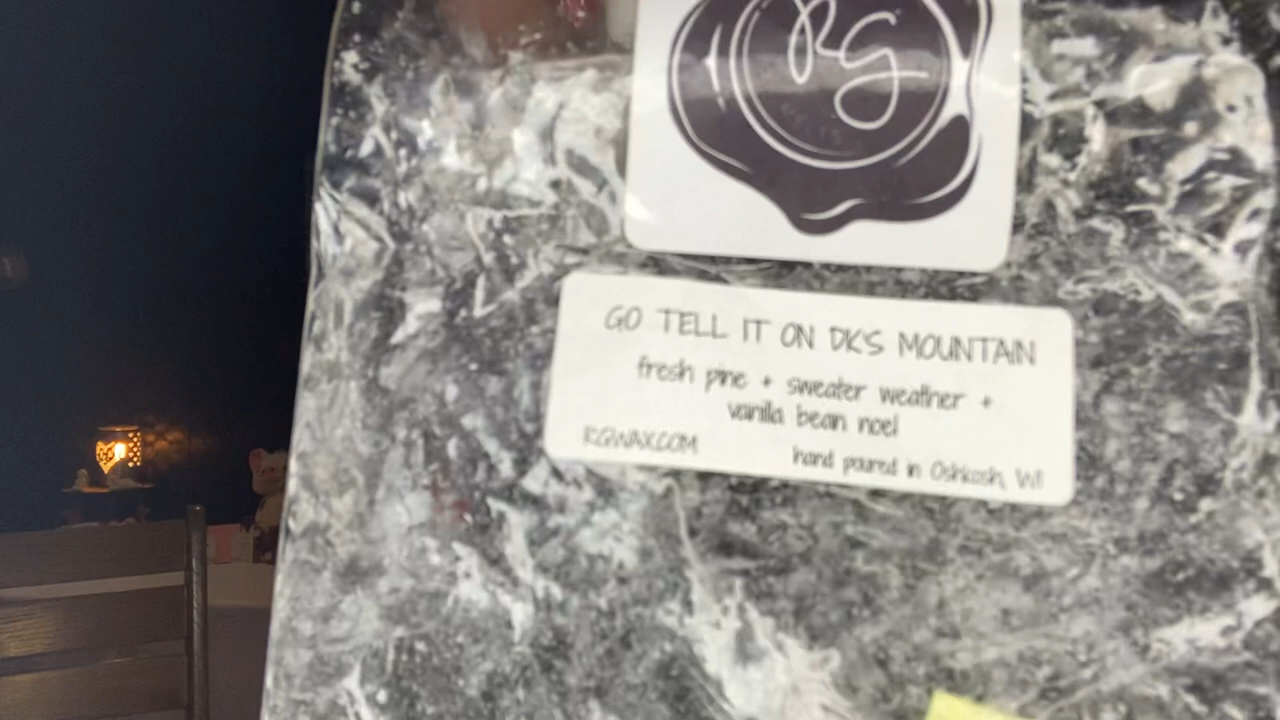 RG
GO TELL IT ON DK'S MOUNTAIN
fresh pine + sweater weather +
vanilla bean noel
RGWAX.COM
hand poured in Oshkosh, WI